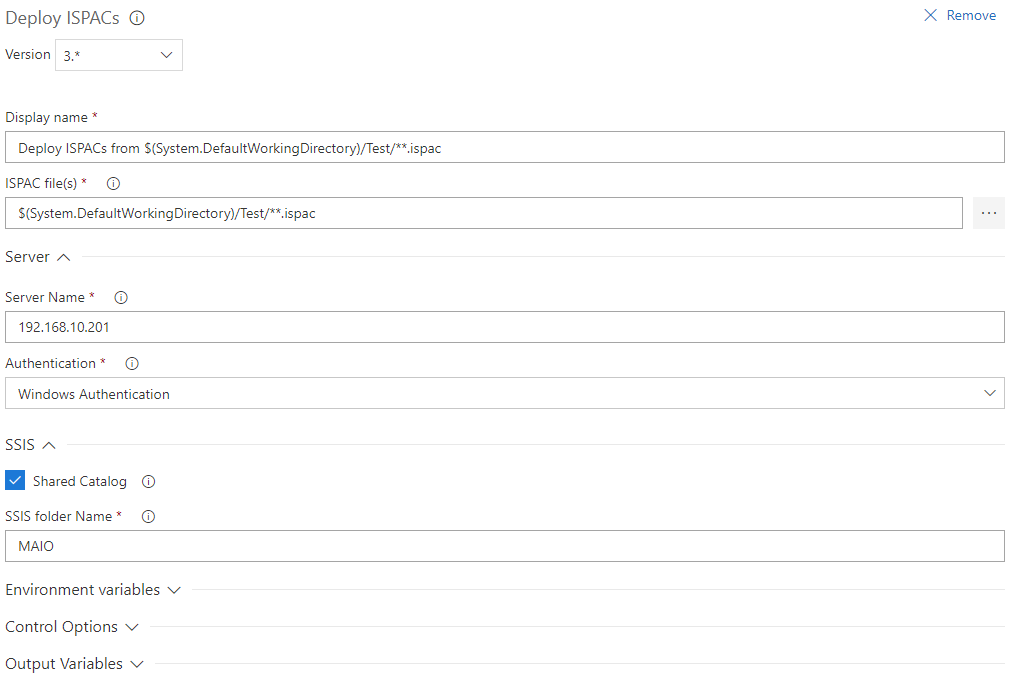 Deploy ISPACs
Remove
Version 3.*
Display name *
Deploy ISPACs from $(System.DefaultWorkingDirectory)/Test/**.ispac
ISPAC file(s) *
$(System.DefaultWorkingDirectory)/Test/**.ispac
...
Server
Server Name *
192.168.10.201
Authentication *
Windows Authentication
SSIS
Shared Catalog
SSIS folder Name *
MAIO
Environment variables
Control Options
Output Variables